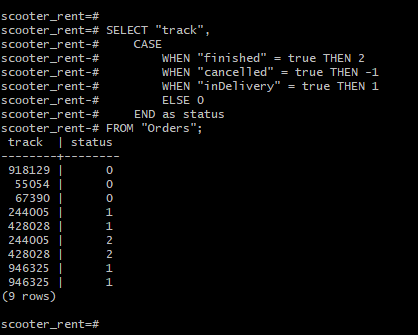 scooter_rent=#
scooter_rent=# SELECT "track",
scooter_rent-#     CASE
scooter_rent-#         WHEN "finished" = true THEN 2
scooter_rent-#         WHEN "cancelled" = true THEN -1
scooter_rent-#         WHEN "inDelivery" = true THEN 1
scooter_rent-#         ELSE 0
scooter_rent-#     END as status
scooter_rent-# FROM "Orders";
 track  | status
--------+--------
 918129 |      0
  55054 |      0
  67390 |      0
 244005 |      1
 428028 |      1
 244005 |      2
 428028 |      2
 946325 |      1
 946325 |      1
(9 rows)

scooter_rent=#